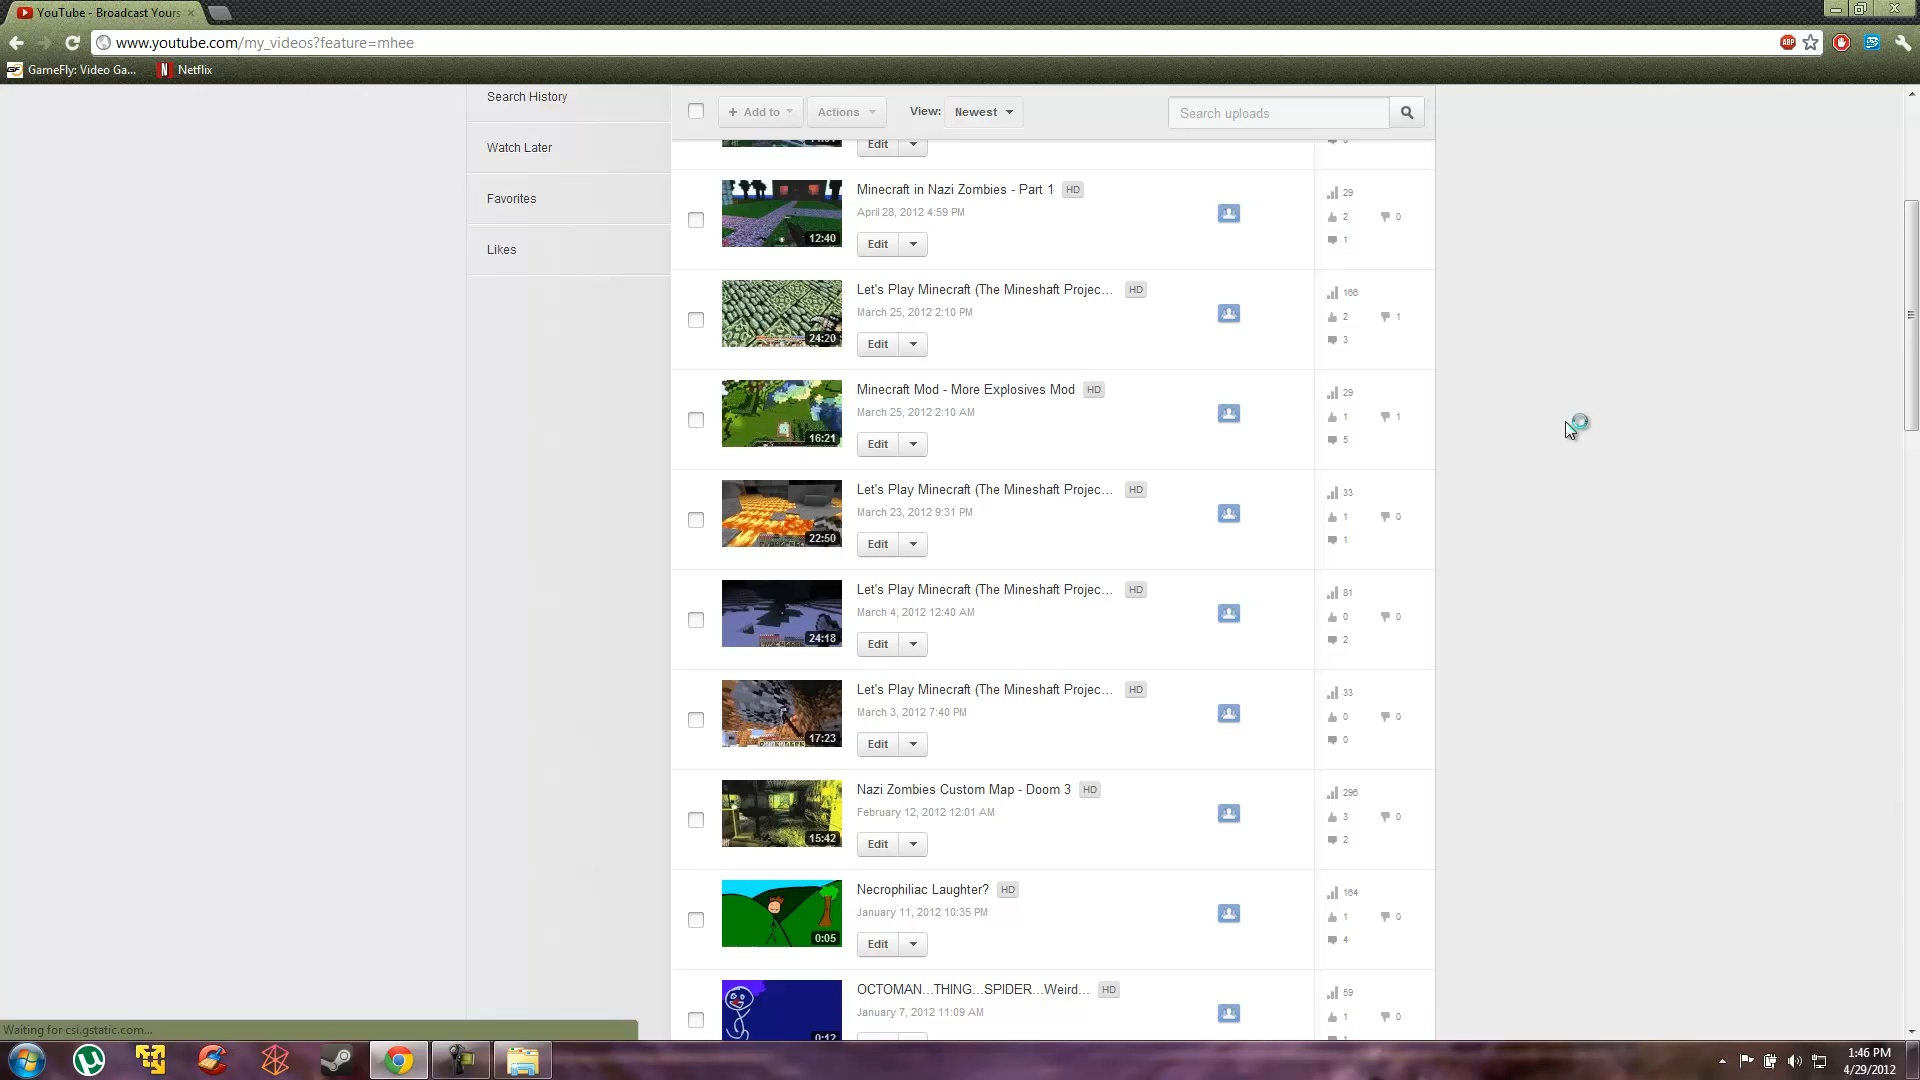 YouTube - Broadcast Yours
www.youtube.com/my_videos?feature=mhee
ABP
GameFly: Video Ga...
Netflix
Search History
Watch Later
Favorites
Likes
+ Add to
Actions
View:
Newest
Search uploads
Edit
Minecraft in Nazi Zombies - Part 1 HD
April 28, 2012 4:59 PM
Edit
12:40
29
2 0
1
Let's Play Minecraft (The Mineshaft Projec... HD
March 25, 2012 2:10 PM
Edit
24:20
166
2 1
3
Minecraft Mod - More Explosives Mod HD
March 25, 2012 2:10 AM
Edit
16:21
29
1 1
5
Let's Play Minecraft (The Mineshaft Projec... HD
March 23, 2012 9:31 PM
Edit
22:50
33
1 0
1
Let's Play Minecraft (The Mineshaft Projec... HD
March 4, 2012 12:40 AM
Edit
24:18
81
0 0
2
Let's Play Minecraft (The Mineshaft Projec... HD
March 3, 2012 7:40 PM
Edit
17:23
33
0 0
0
Nazi Zombies Custom Map - Doom 3 HD
February 12, 2012 12:01 AM
Edit
15:42
296
3 0
2
Necrophiliac Laughter? HD
January 11, 2012 10:35 PM
Edit
0:05
164
1 0
4
OCTOMAN...THING...SPIDER...Weird... HD
January 7, 2012 11:09 AM
0:12
59
1 0
Waiting for csi.gstatic.com...
1:46 PM
4/29/2012